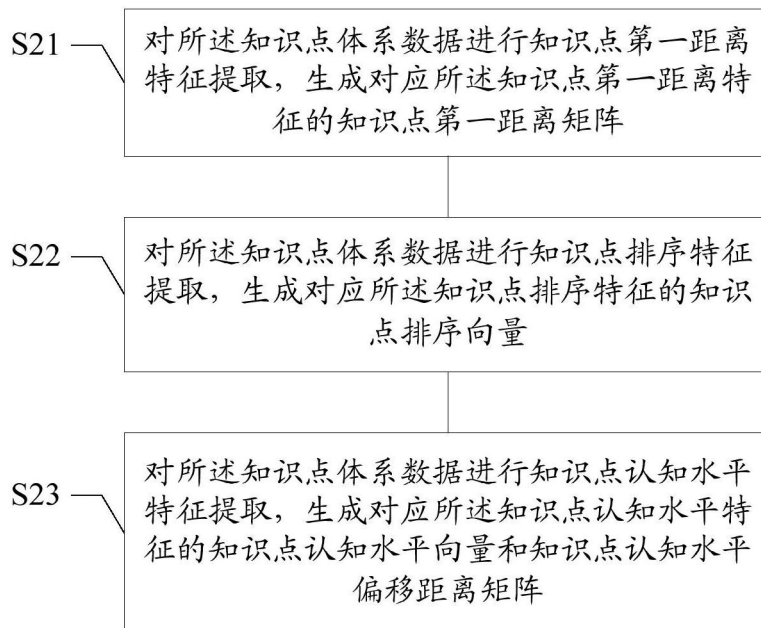 S21
对所述知识点体系数据进行知识点第一距离
特征提取，生成对应所述知识点第一距离特
征的知识点第一距离矩阵
S22
对所述知识点体系数据进行知识点排序特征
提取，生成对应所述知识点排序特征的知识
点排序向量
S23
对所述知识点体系数据进行知识点认知水平
特征提取，生成对应所述知识点认知水平特
征的知识点认知水平向量和知识点认知水平
偏移距离矩阵